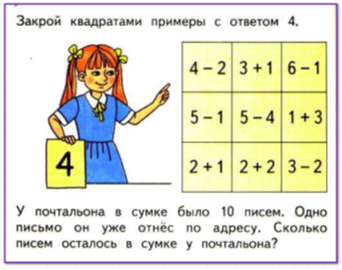 Закрой квадратами примеры с ответом 4.
4 – 2 3 + 1 6 – 1
5 – 1 5 – 4 1 + 3
4
2 + 1 2 + 2 3 – 2
У почтальона в сумке было 10 писем. Одно
письмо он уже отнёс по адресу. Сколько
писем осталось в сумке у почтальона?